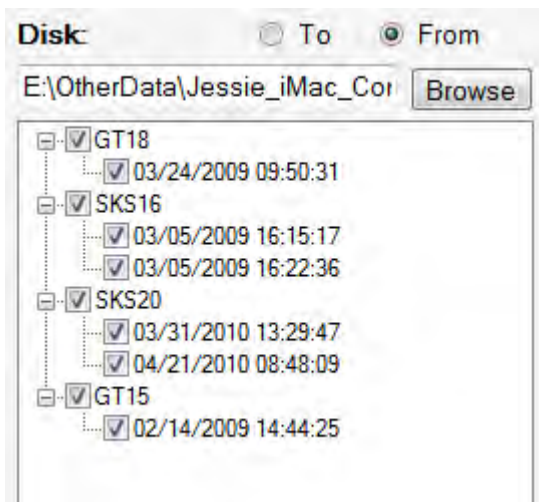 Disk: To From
E:\OtherData\Jessie_iMac_Cor Browse
GT18
03/24/2009 09:50:31
SKS16
03/05/2009 16:15:17
03/05/2009 16:22:36
SKS20
03/31/2010 13:29:47
04/21/2010 08:48:09
GT15
02/14/2009 14:44:25